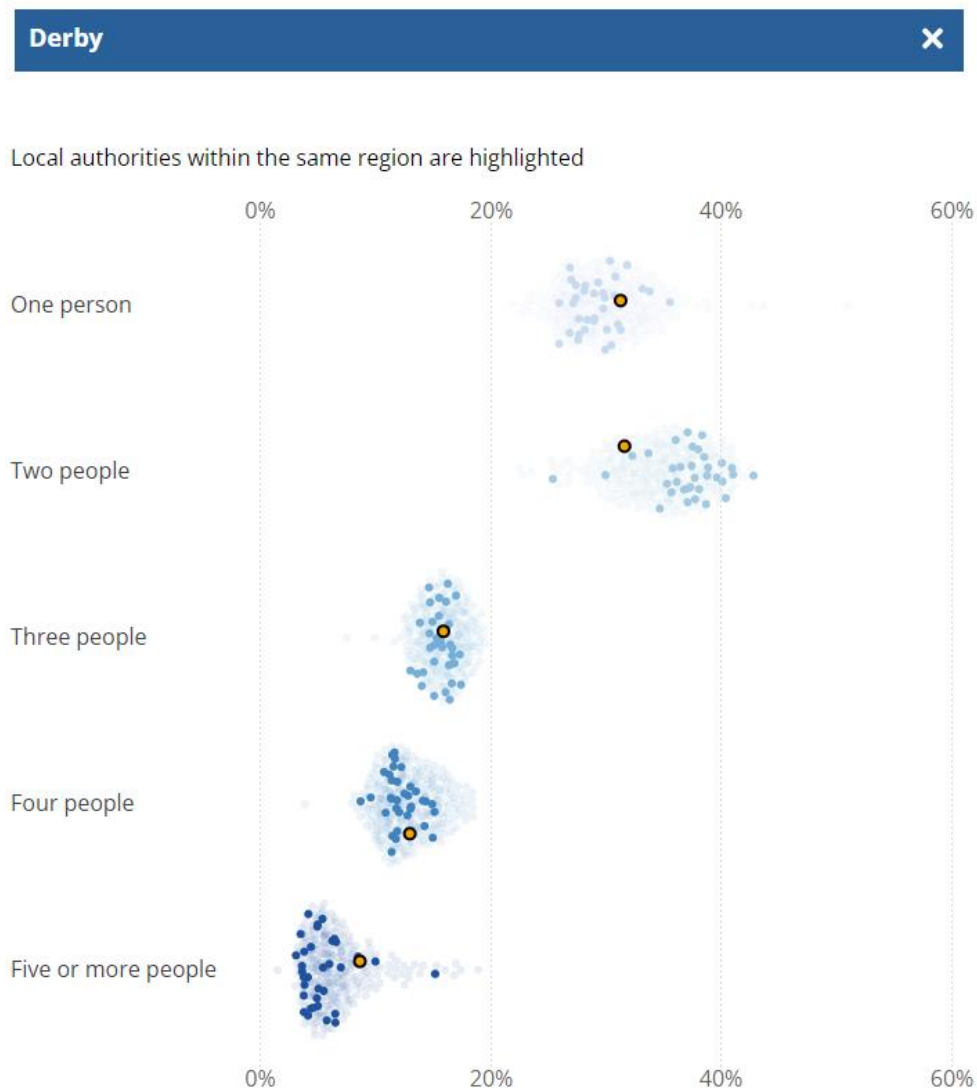 Derby
Local authorities within the same region are highlighted
0% 20% 40% 60%
One person
Two people
Three people
Four people
Five or more people
0% 20% 40% 60%